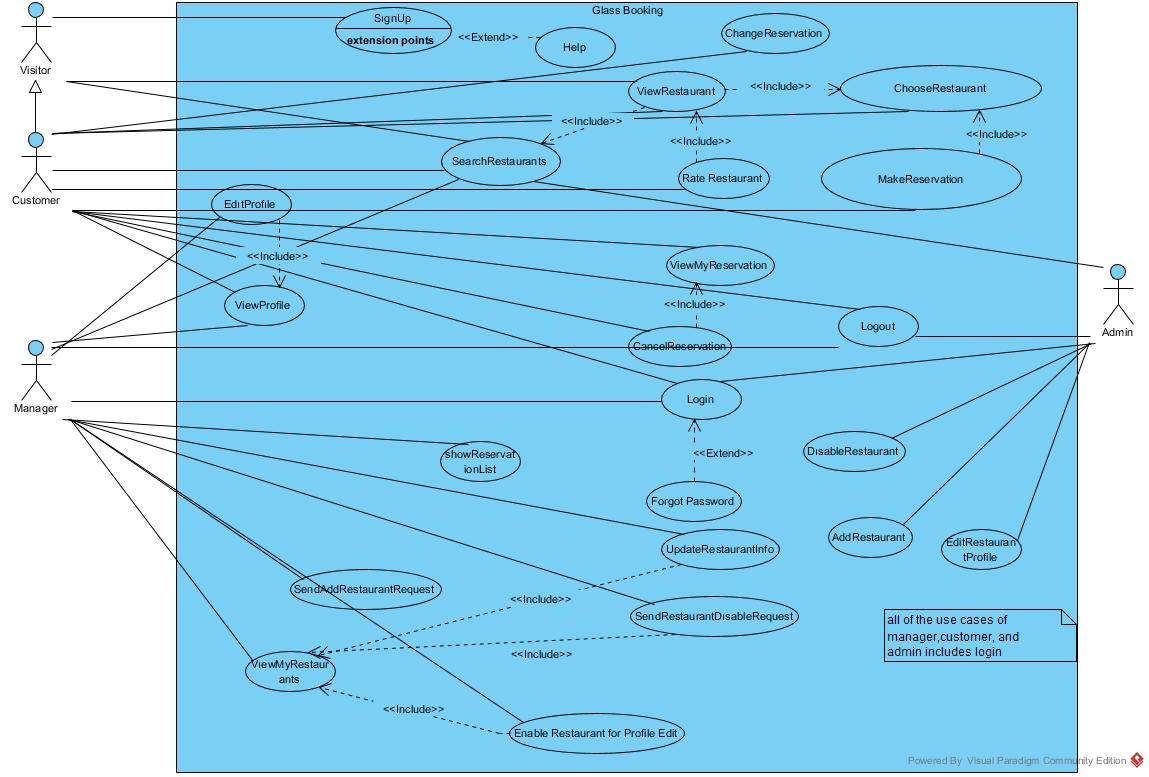 Glass Booking
SignUp
extension points
<<Extend>>
Help
ChangeReservation
Visitor
ViewRestaurant
<<Include>>
ChooseRestaurant
<<Include>>
<<Include>>
<<Include>>
SearchRestaurants
Rate Restaurant
MakeReservation
Customer
EditProfile
<<Include>>
ViewMyReservation
ViewProfile
<<Include>>
Logout
Admin
CancelReservation
Manager
Login
showReservat
ionList
<<Extend>>
DisableRestaurant
Forgot Password
AddRestaurant
EditRestauran
tProfile
UpdateRestaurantInfo
SendAddRestaurantRequest
<<Include>>
SendRestaurantDisableRequest
all of the use cases of
manager,customer, and
admin includes login
<<Include>>
ViewMyRestaur
ants
<<Include>>
Enable Restaurant for Profile Edit
Powered By Visual Paradigm Community Edition